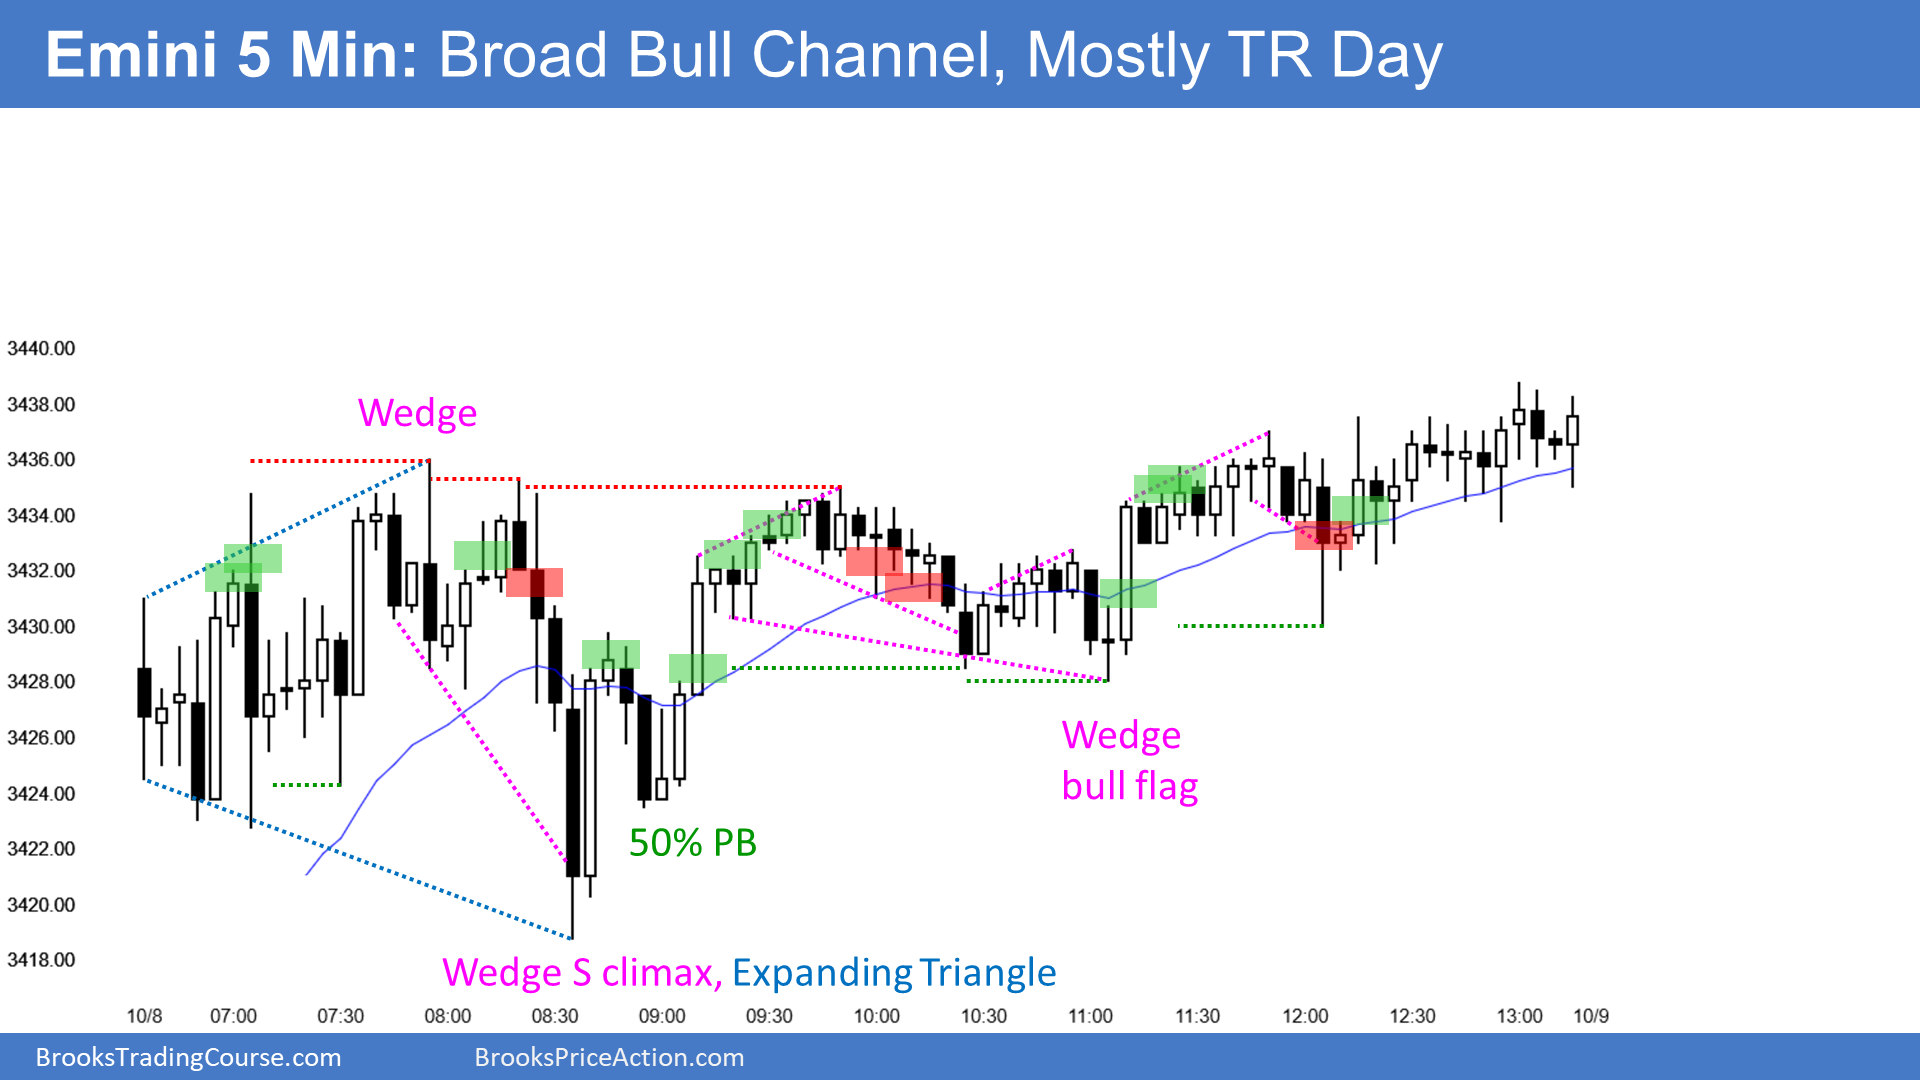 Emini 5 Min: Broad Bull Channel, Mostly TR Day
3440.00
3438.00
3436.00
3434.00
3432.00
3430.00
3428.00
3426.00
3424.00
3422.00
3420.00
3418.00
Wedge
50% PB
Wedge
bull flag
Wedge S climax, Expanding Triangle
10/8 07:00 07:30 08:00 08:30 09:00 09:30 10:00 10:30 11:00 11:30 12:00 12:30 13:00 10/9
BrooksTradingCourse.com BrooksPriceAction.com